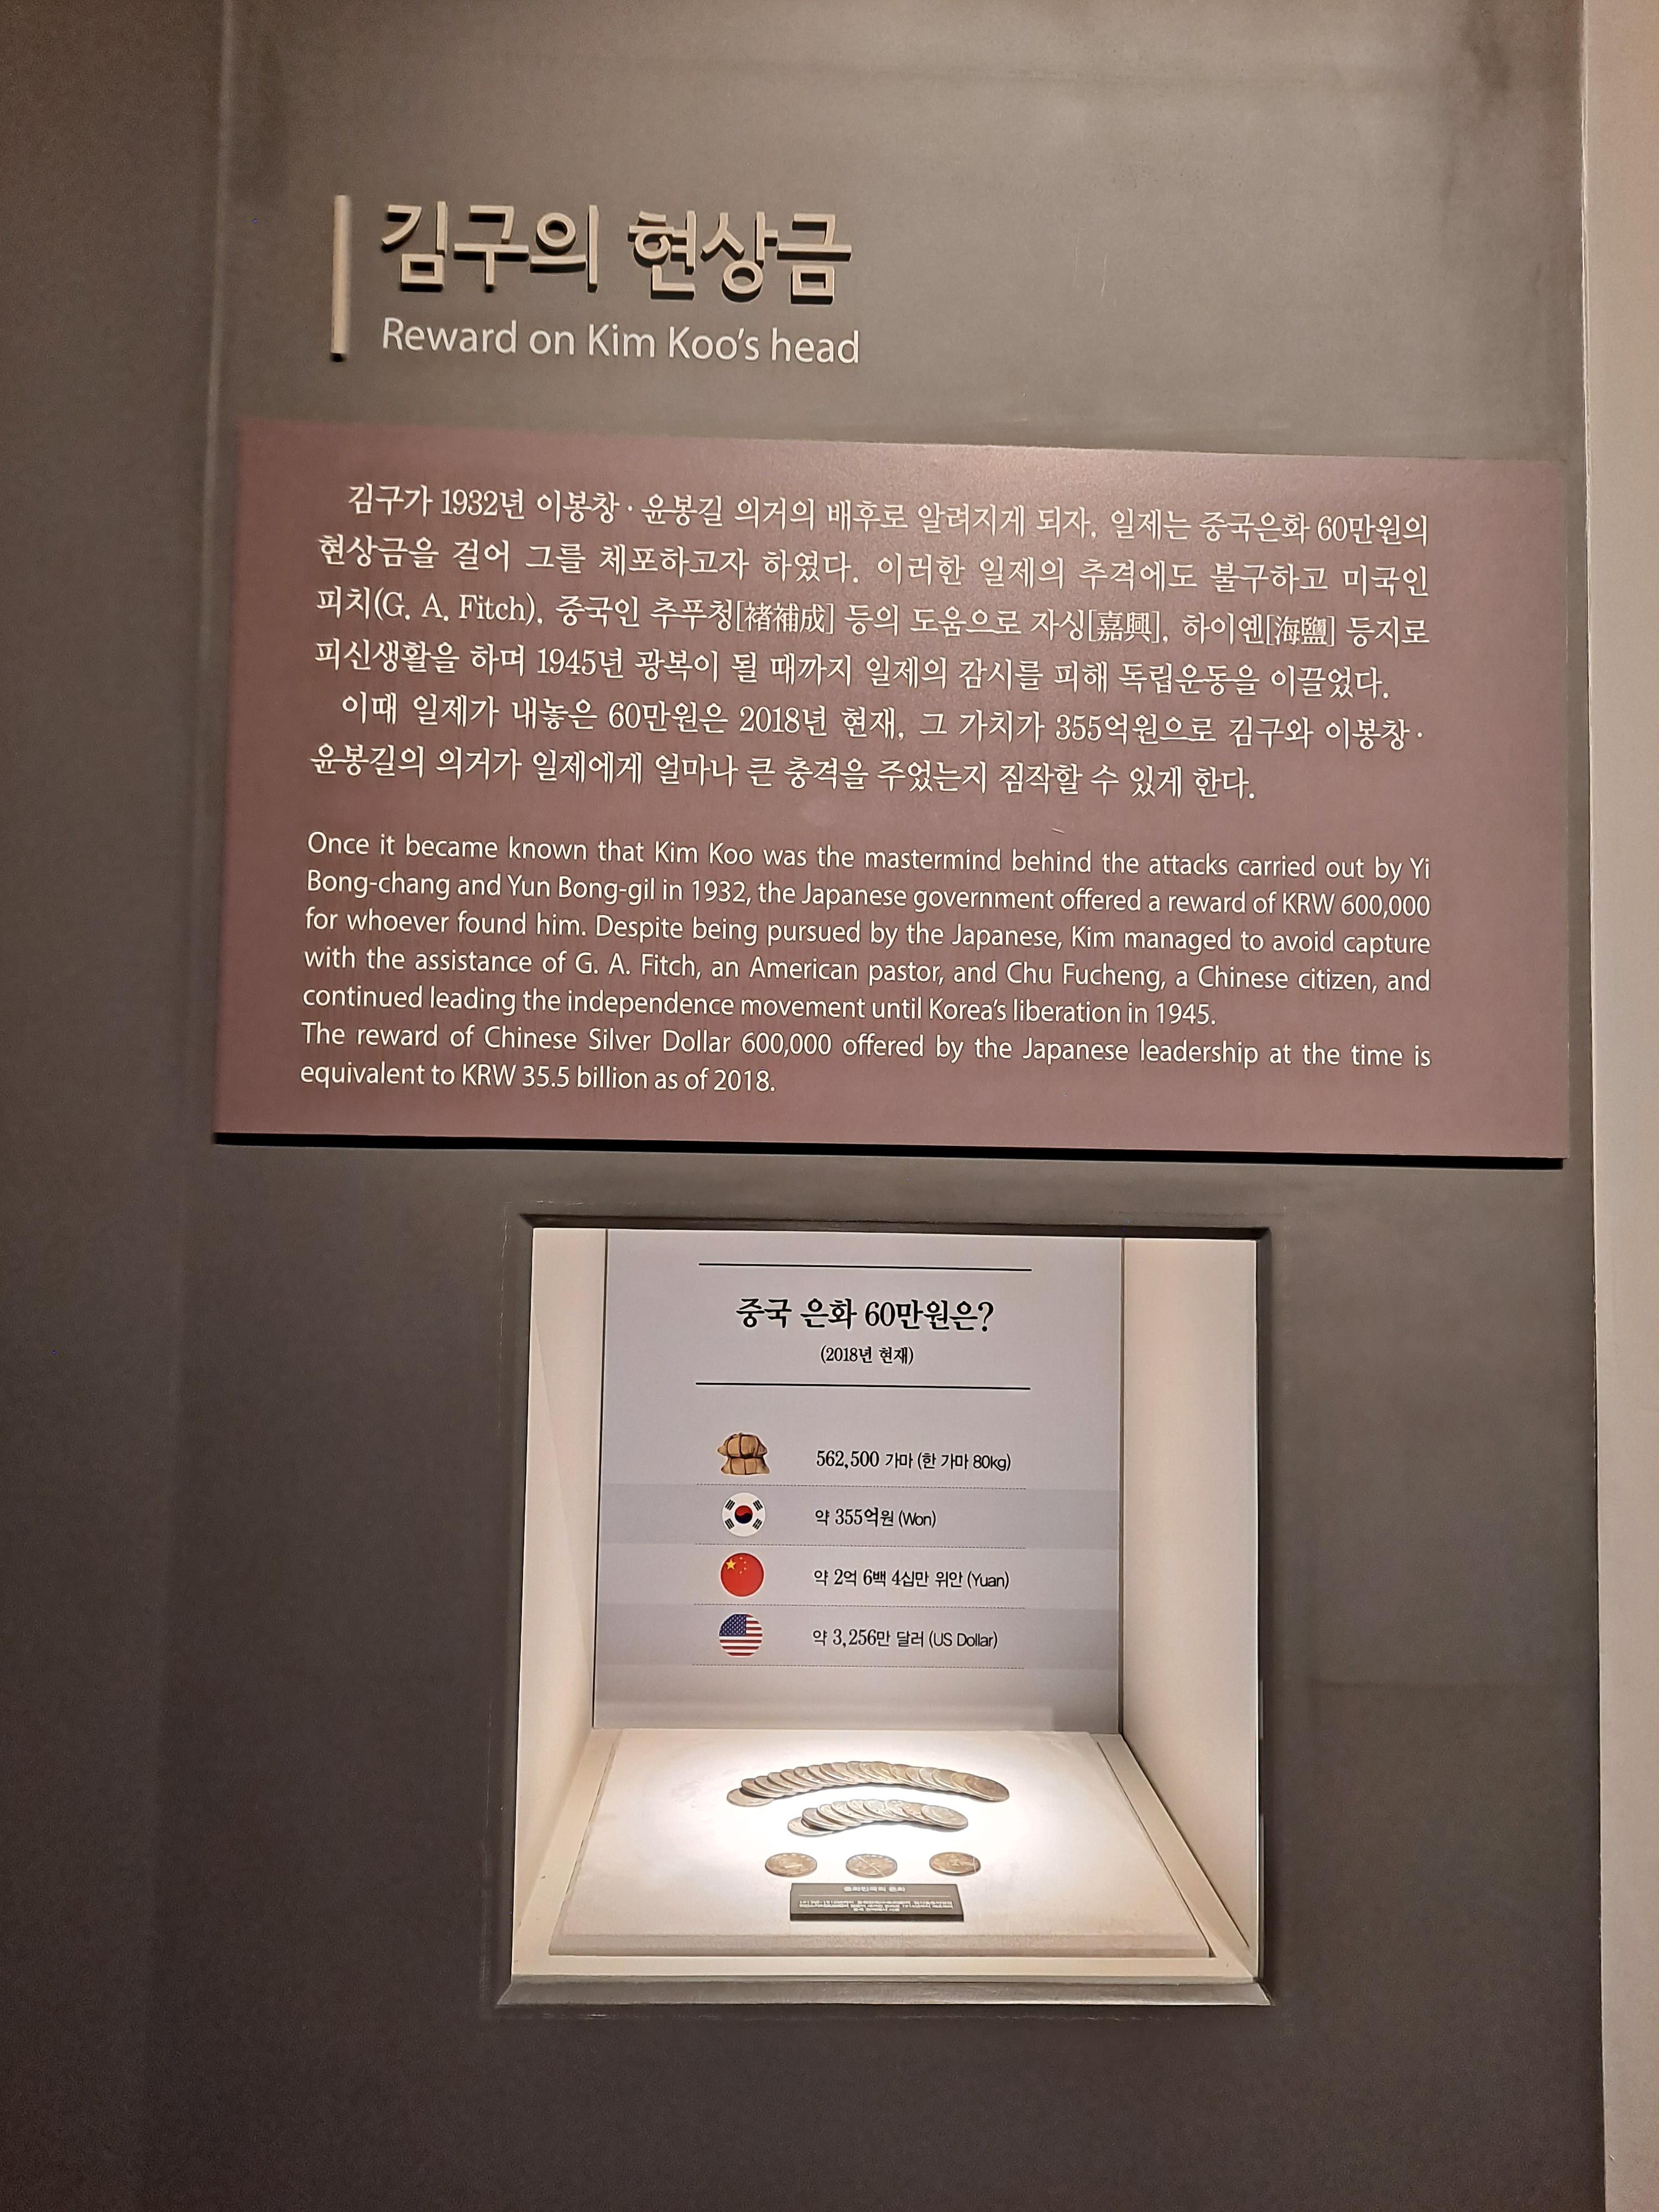 김구의 현상금
Reward on Kim Koo's head
김구가 1932년 이봉창·윤봉길 의거의 배후로 알려지게 되자, 일제는 중국은화 60만원의
현상금을 걸어 그를 체포하고자 하였다. 이러한 일제의 추격에도 불구하고 미국인
피치(G. A. Fitch), 중국인 추푸청[褚補成] 등의 도움으로 자싱[嘉興], 하이옌[海鹽] 등지로
피신생활을 하며 1945년 광복이 될 때까지 일제의 감시를 피해 독립운동을 이끌었다.
이때 일제가 내놓은 60만원은 2018년 현재, 그 가치가 355억원으로 김구와 이봉창·
윤봉길의 의거가 일제에게 얼마나 큰 충격을 주었는지 짐작할 수 있게 한다.
Once it became known that Kim Koo was the mastermind behind the attacks carried out by Yi
Bong-chang and Yun Bong-gil in 1932, the Japanese government offered a reward of KRW 600,000
for whoever found him. Despite being pursued by the Japanese, Kim managed to avoid capture
with the assistance of G. A. Fitch, an American pastor, and Chu Fucheng, a Chinese citizen, and
continued leading the independence movement until Korea's liberation in 1945.
The reward of Chinese Silver Dollar 600,000 offered by the Japanese leadership at the time is
equivalent to KRW 35.5 billion as of 2018.
중국 은화 60만원은?
(2018년 현재)
562,500 가마 (한 가마 80kg)
약 355억원 (Won)
약 2억 6백 4십만 위안 (Yuan)
약 3,256만 달러 (US Dollar)